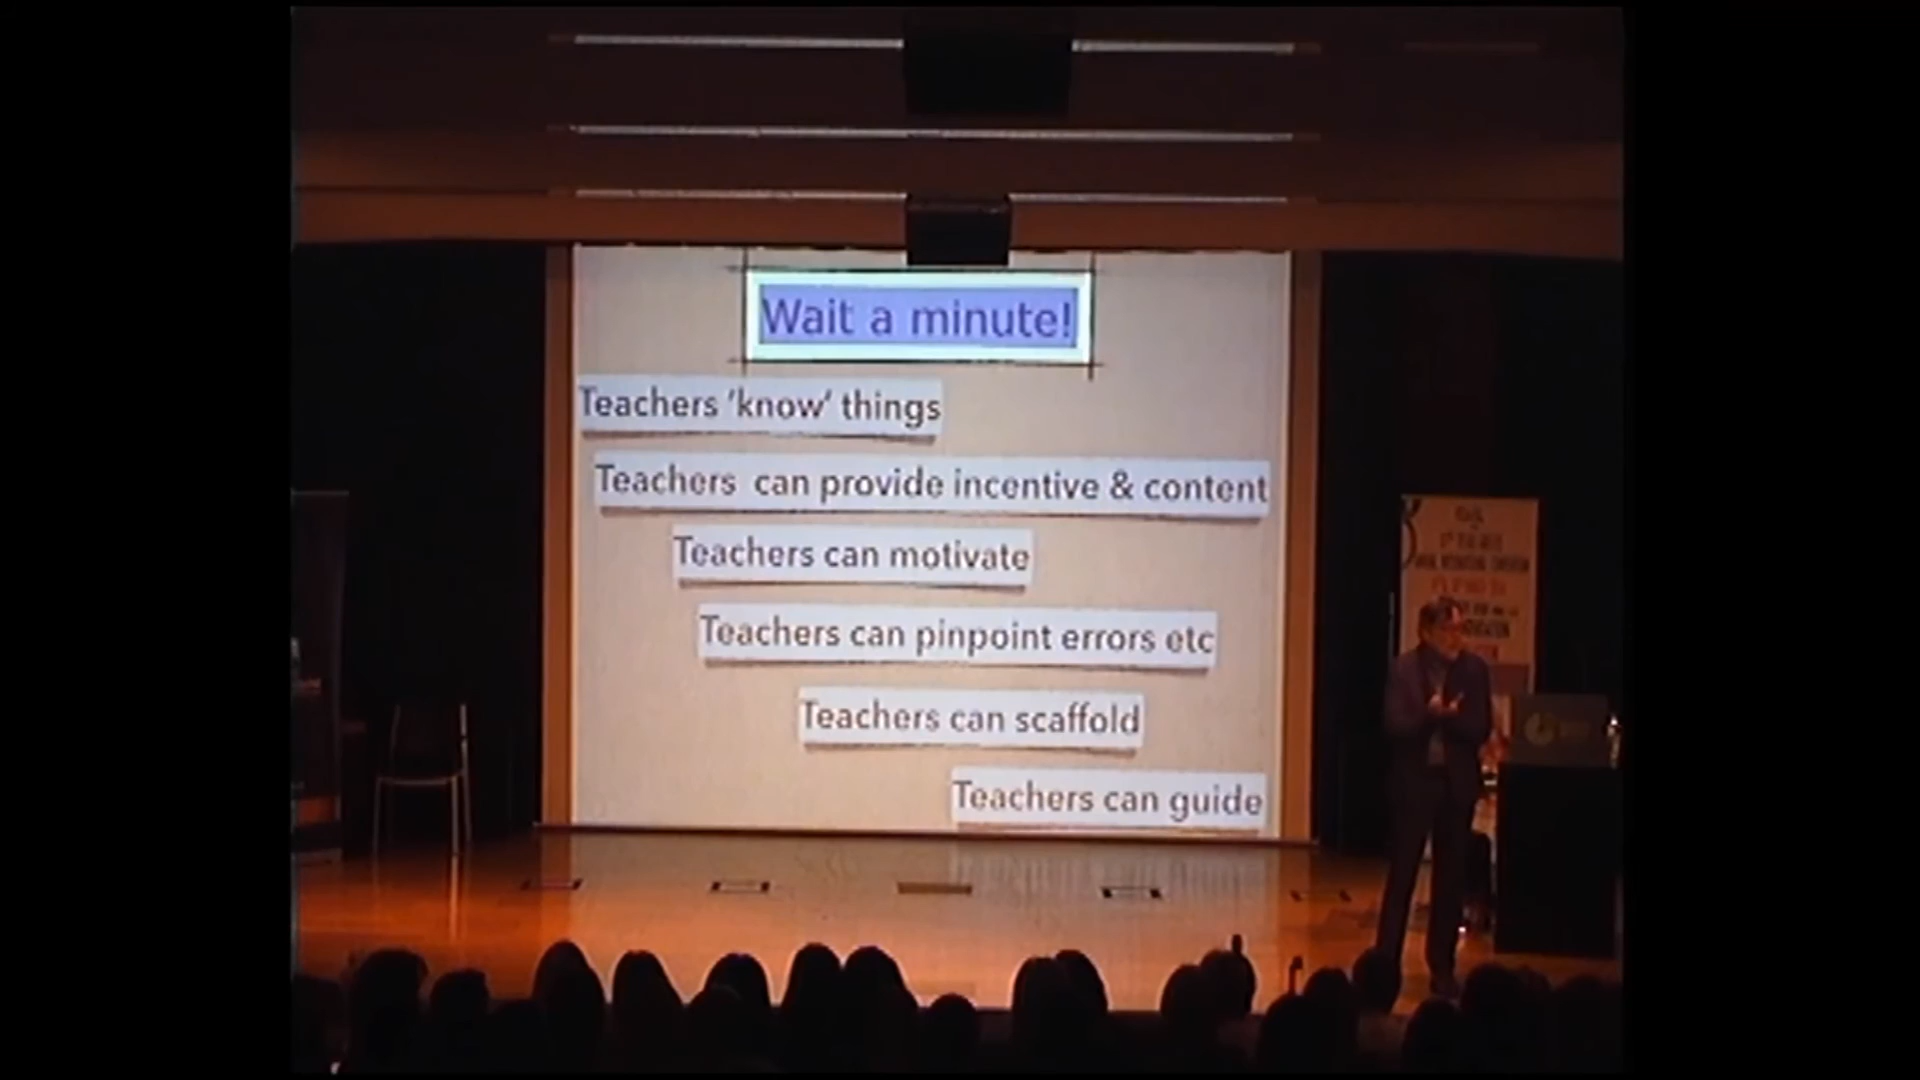 Wait a minute!
Teachers ‘know’ things
Teachers can provide incentive & content
Teachers can motivate
Teachers can pinpoint errors etc
Teachers can scaffold
Teachers can guide